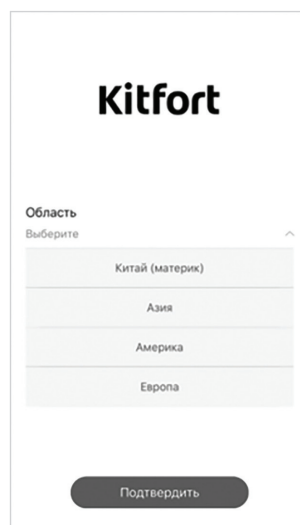 Kitfort
Область
Выберите
Китай (материк)
Азия
Америка
Европа
Подтвердить